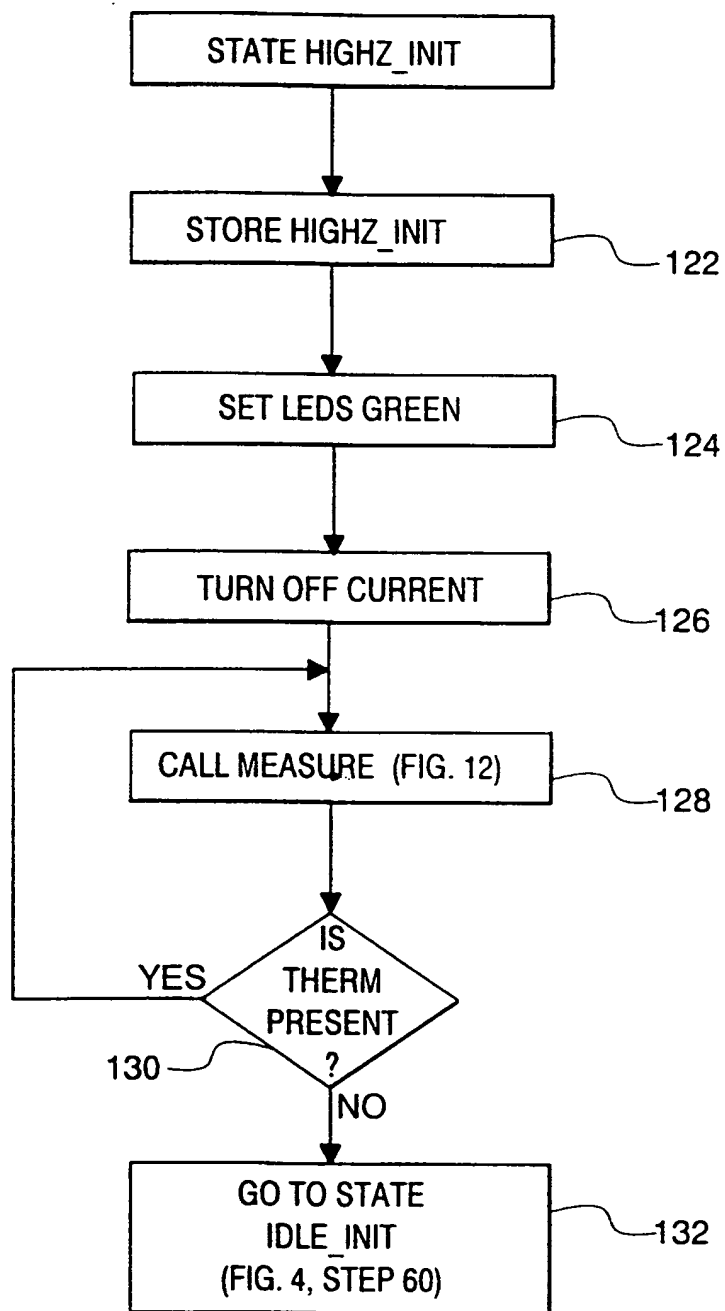 STATE HIGHZ_INIT
STORE HIGHZ_INIT
122
SET LEDS GREEN
124
TURN OFF CURRENT
126
CALL MEASURE (FIG. 12)
128
IS
THERM
PRESENT
?
YES
130
NO
GO TO STATE
IDLE_INIT
(FIG. 4, STEP 60)
132